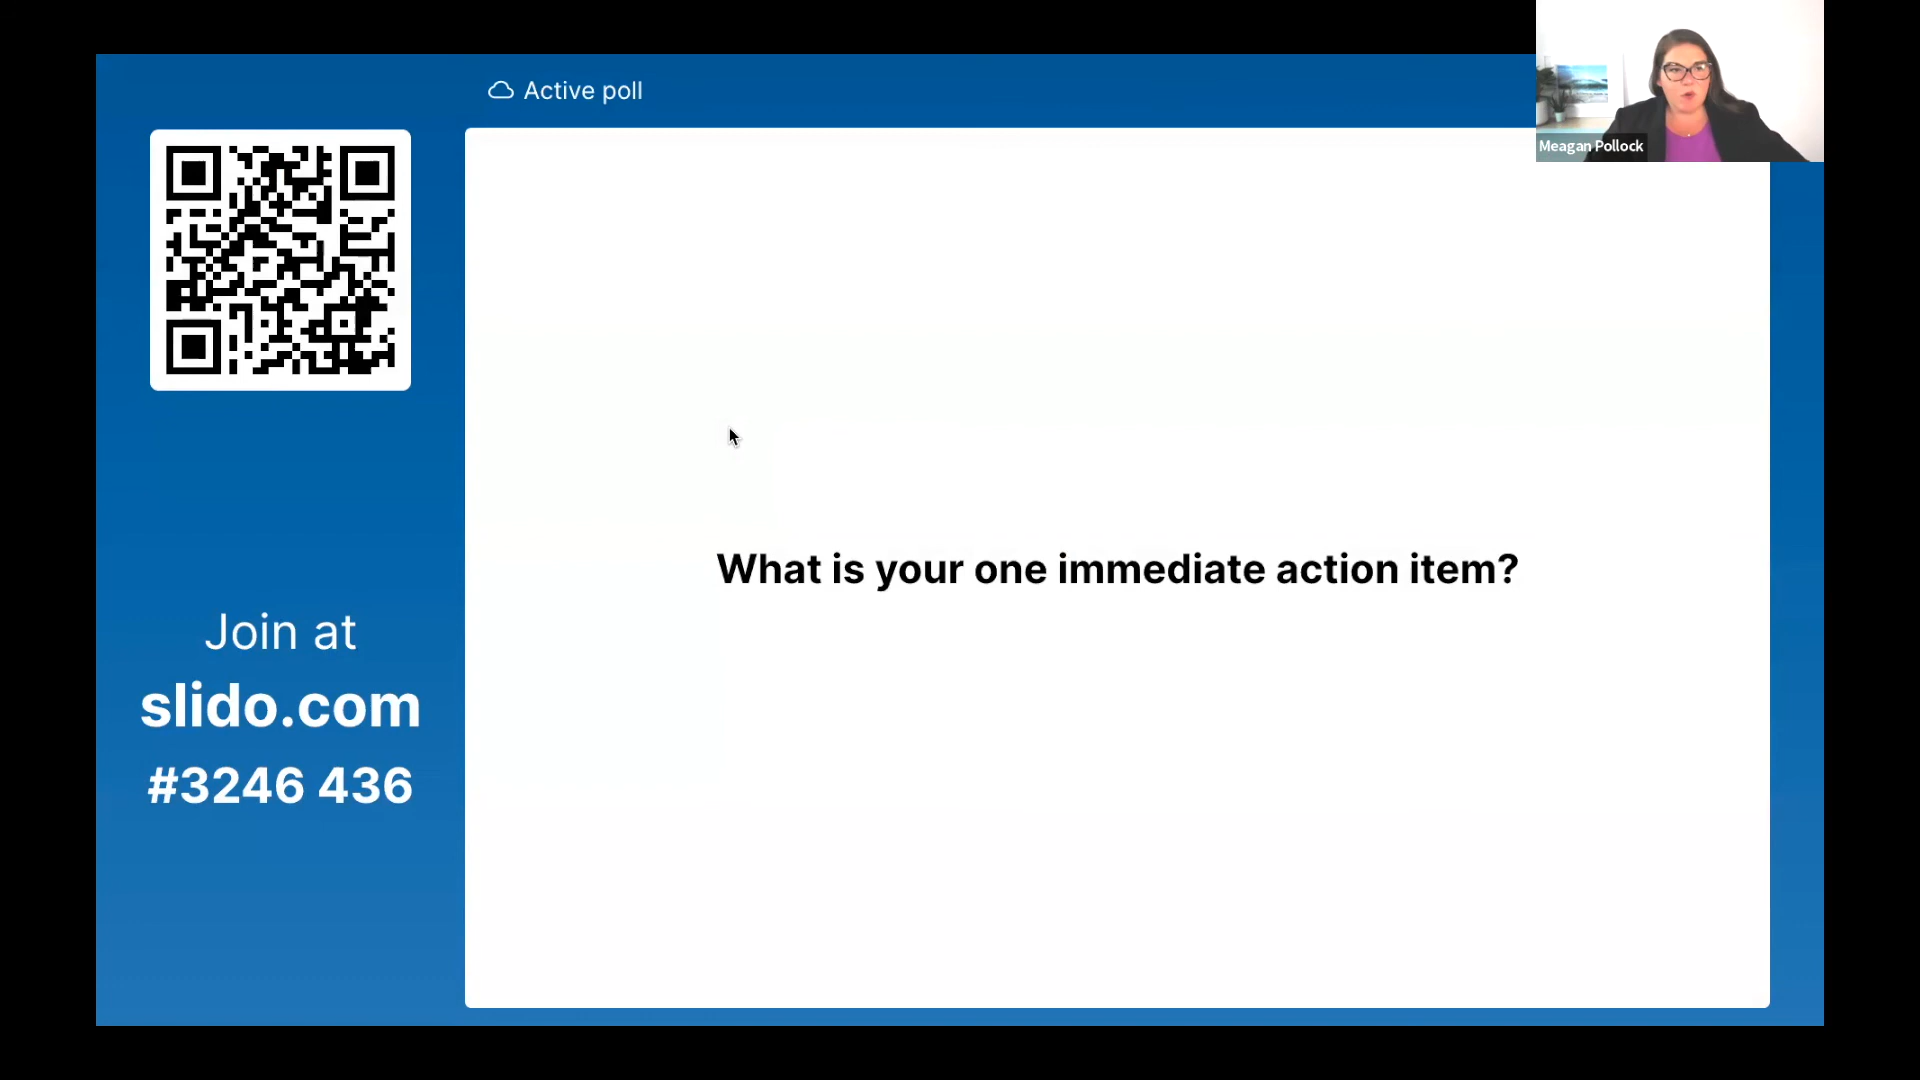 Active poll
Meagan Pollock
What is your one immediate action item?
Join at
slido.com
#3246 436